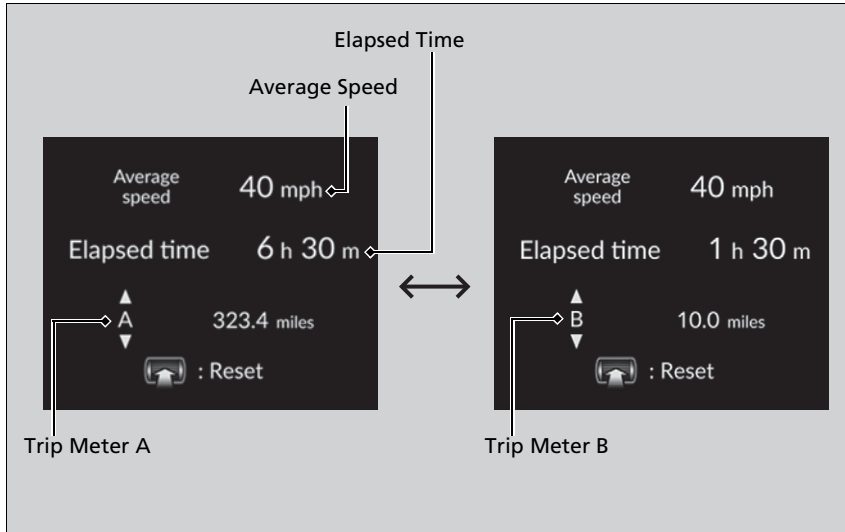 Elapsed Time
Average Speed
Average
speed
40 mph
Elapsed time 6 h 30 m
A 323.4 miles
: Reset
Trip Meter A
Average
speed
40 mph
Elapsed time 1 h 30 m
B 10.0 miles
: Reset
Trip Meter B